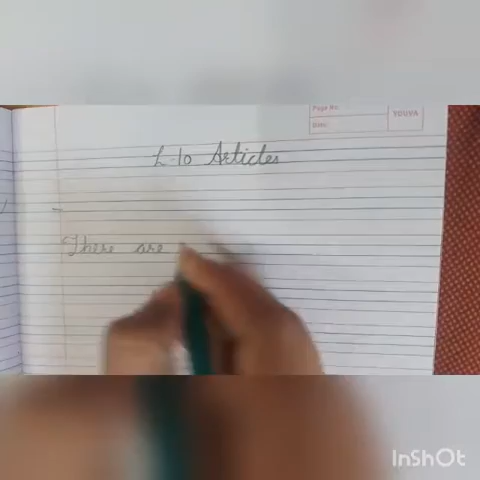 Page No.
Date
YOUVA
L-10 Articles
There are
InShOt